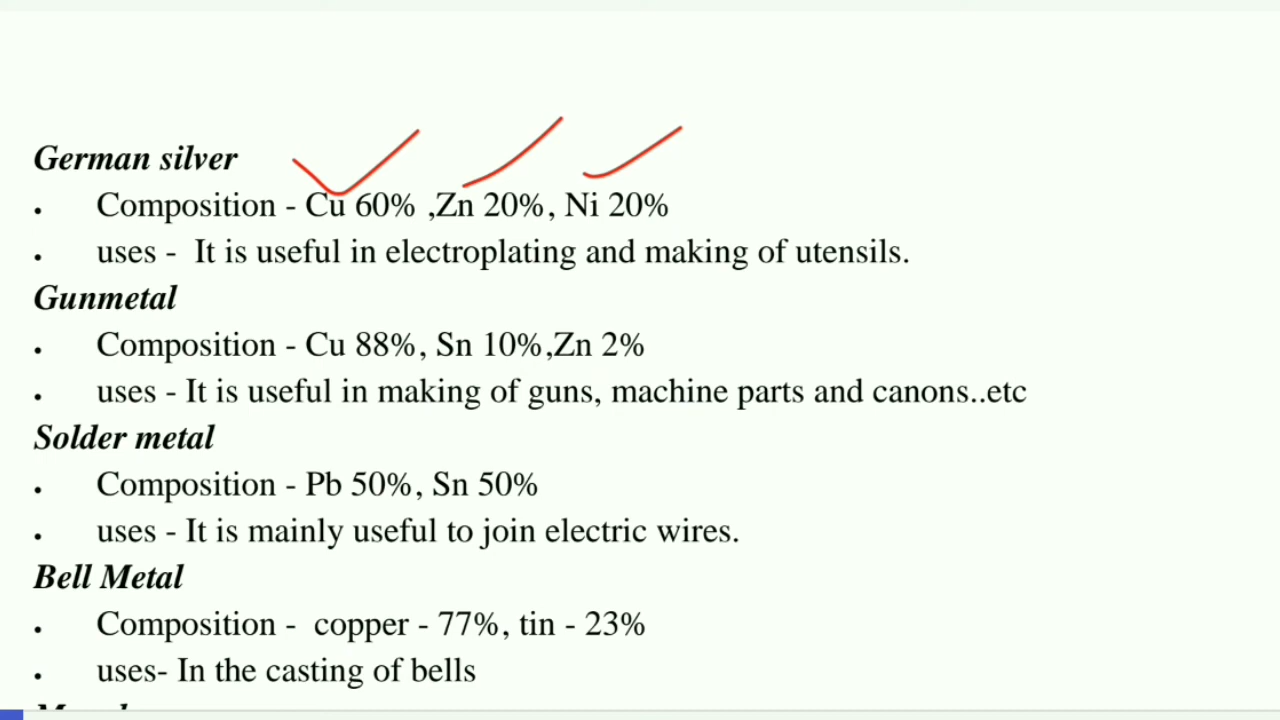 German silver
• Composition - Cu 60% ,Zn 20%, Ni 20%
• uses - It is useful in electroplating and making of utensils.
Gunmetal
• Composition - Cu 88%, Sn 10%,Zn 2%
• uses - It is useful in making of guns, machine parts and canons..etc
Solder metal
• Composition - Pb 50%, Sn 50%
• uses - It is mainly useful to join electric wires.
Bell Metal
• Composition - copper - 77%, tin - 23%
• uses- In the casting of bells